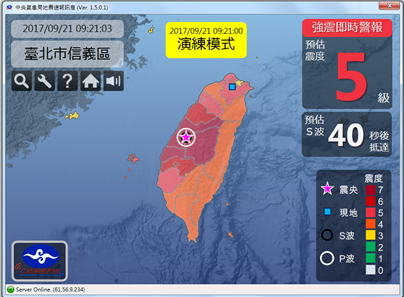 中央氣象局地震速報訊息 (Ver. 1.5.0.1)
2017/09/21 09:21:03
臺北市信義區
2017/09/21 09:21:00
演練模式
強震即時警報
預估
震度
5
級
預估
S波
40
秒後
抵達
震度
震央
現地
S波
P波
7
6
5
4
3
2
1
0
Server Online (61.56.9.234)